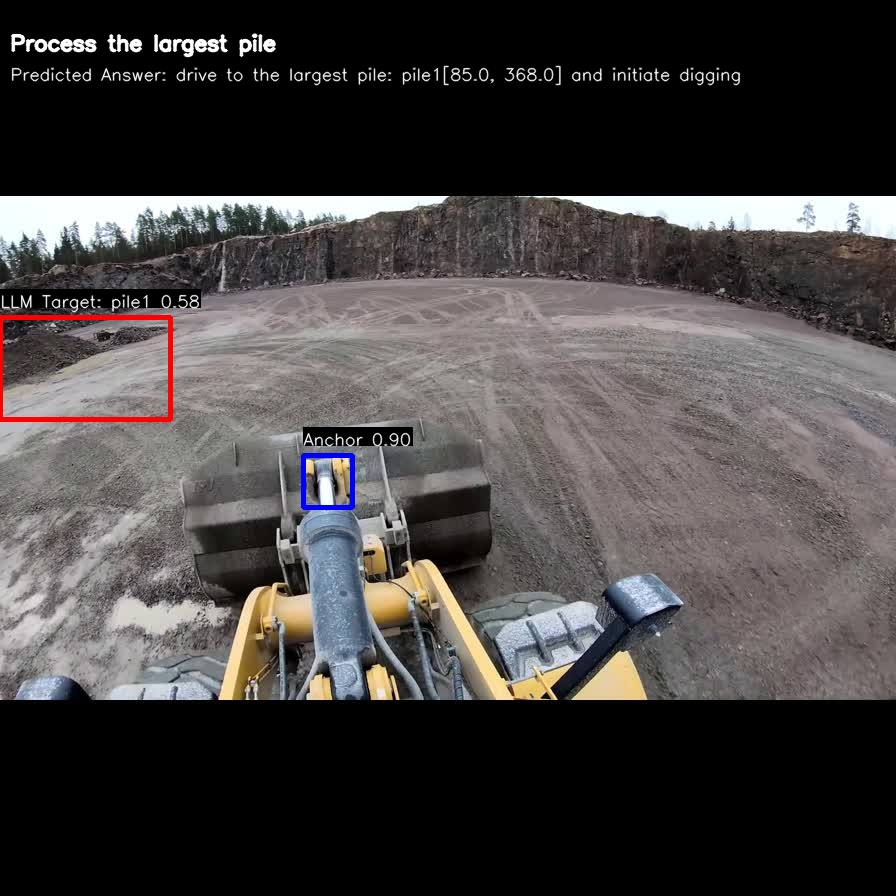 Process the largest pile
Predicted Answer: drive to the largest pile: pile1[85.0, 368.0] and initiate digging
LLM Target: pile1 0.58
Anchor 0.90